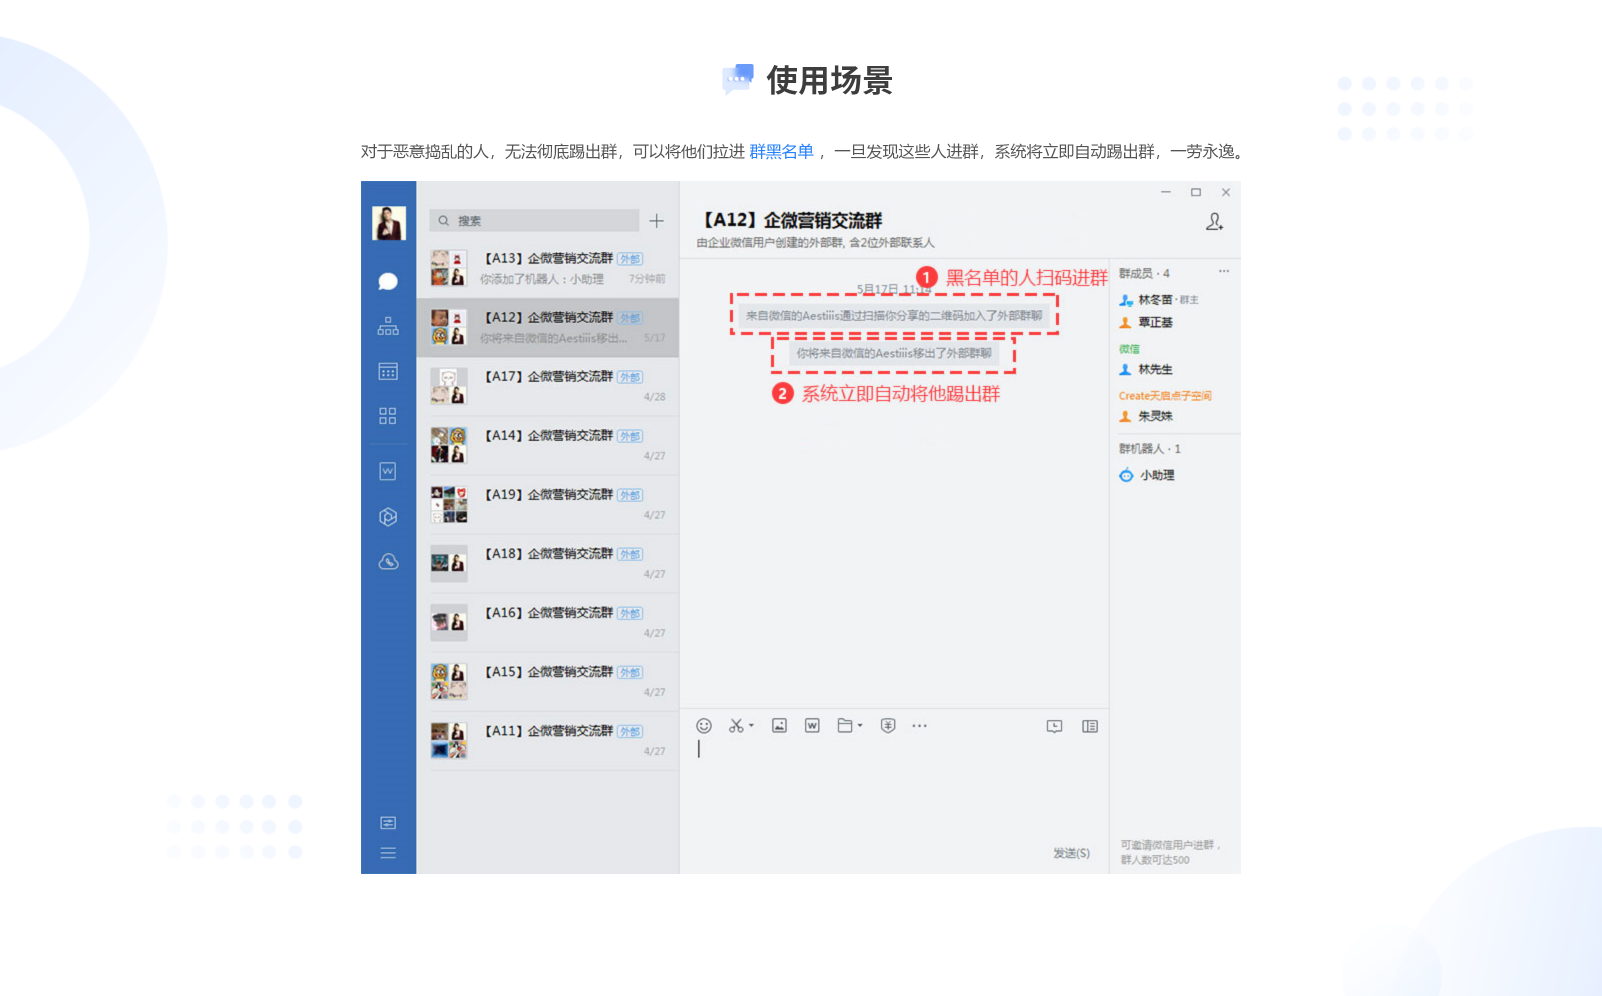 使用场景
对于恶意捣乱的人，无法彻底踢出群，可以将他们拉进 群黑名单 ，一旦发现这些人进群，系统将立即自动踢出群，一劳永逸。
搜索
【A13】企微营销交流群 外部
你添加了机器人：小助理 7分钟前
【A12】企微营销交流群 外部
你将来自微信的Aestiiis移出... 5/17
【A17】企微营销交流群 外部
4/28
【A14】企微营销交流群 外部
4/27
【A19】企微营销交流群 外部
4/27
【A18】企微营销交流群 外部
4/27
【A16】企微营销交流群 外部
4/27
【A15】企微营销交流群 外部
4/27
【A11】企微营销交流群 外部
4/27
【A12】企微营销交流群
由企业微信用户创建的外部群, 含2位外部联系人
1 黑名单的人扫码进群
5月17日 11:14
来自微信的Aestiiis通过扫描你分享的二维码加入了外部群聊
你将来自微信的Aestiiis移出了外部群聊
2 系统立即自动将他踢出群
发送(S)
群成员 · 4
林冬苗 · 群主
覃正基
微信
林先生
Create天启点子空间
朱灵姝
群机器人 · 1
小助理
可邀请微信用户进群，
群人数可达500